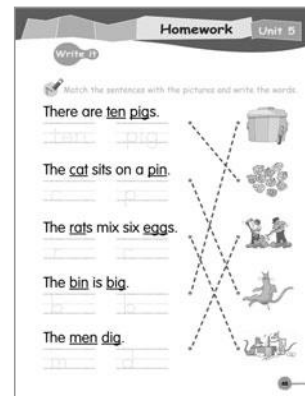 Homework Unit 5
Write it
Match the sentences with the pictures and write the words.
There are ten pigs.
ten pig
The cat sits on a pin.
c p
The rats mix six eggs.
r e
The bin is big.
b b
The men dig.
m d